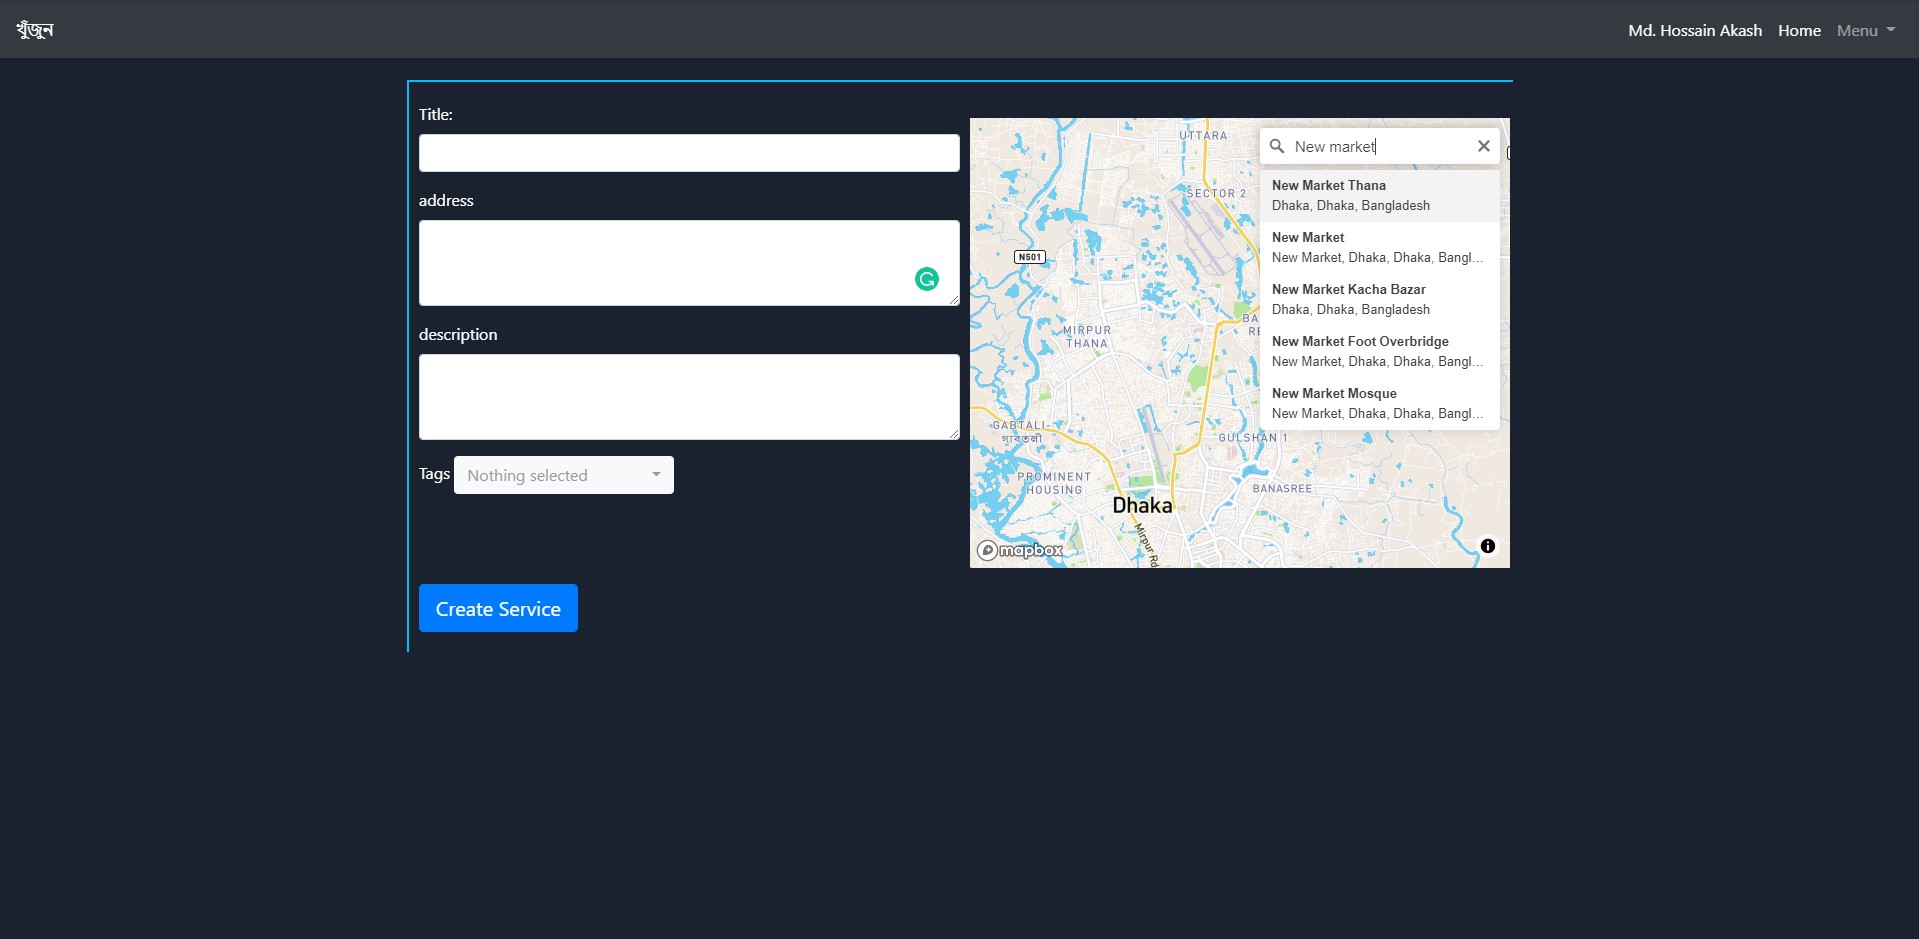 খুঁজুন
Md. Hossain Akash Home Menu
Title:
address
description
Tags Nothing selected
Create Service
New market
New Market Thana
Dhaka, Dhaka, Bangladesh
New Market
New Market, Dhaka, Dhaka, Bangl...
New Market Kacha Bazar
Dhaka, Dhaka, Bangladesh
New Market Foot Overbridge
New Market, Dhaka, Dhaka, Bangl...
New Market Mosque
New Market, Dhaka, Dhaka, Bangl...
UTTARA
SECTOR 2
N501
MIRPUR
THANA
BA
RE
GABTALI-
গাবতলী
GULSHAN 1
PROMINENT
HOUSING
BANASREE
Dhaka
Mirpur Rd
mapbox